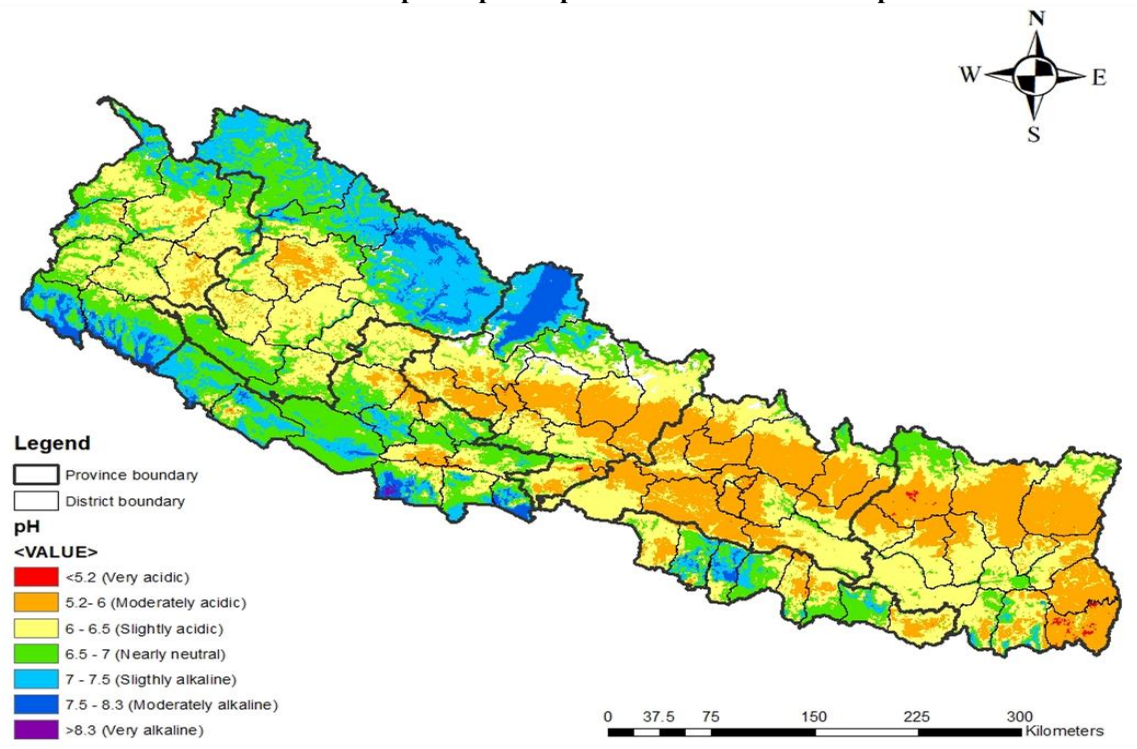 N
W E
S
Legend
Province boundary
District boundary
pH
<VALUE>
<5.2 (Very acidic)
5.2- 6 (Moderately acidic)
6 - 6.5 (Slightly acidic)
6.5 - 7 (Nearly neutral)
7 - 7.5 (Sligthly alkaline)
7.5 - 8.3 (Moderately alkaline)
>8.3 (Very alkaline)
0 37.5 75 150 225 300
Kilometers